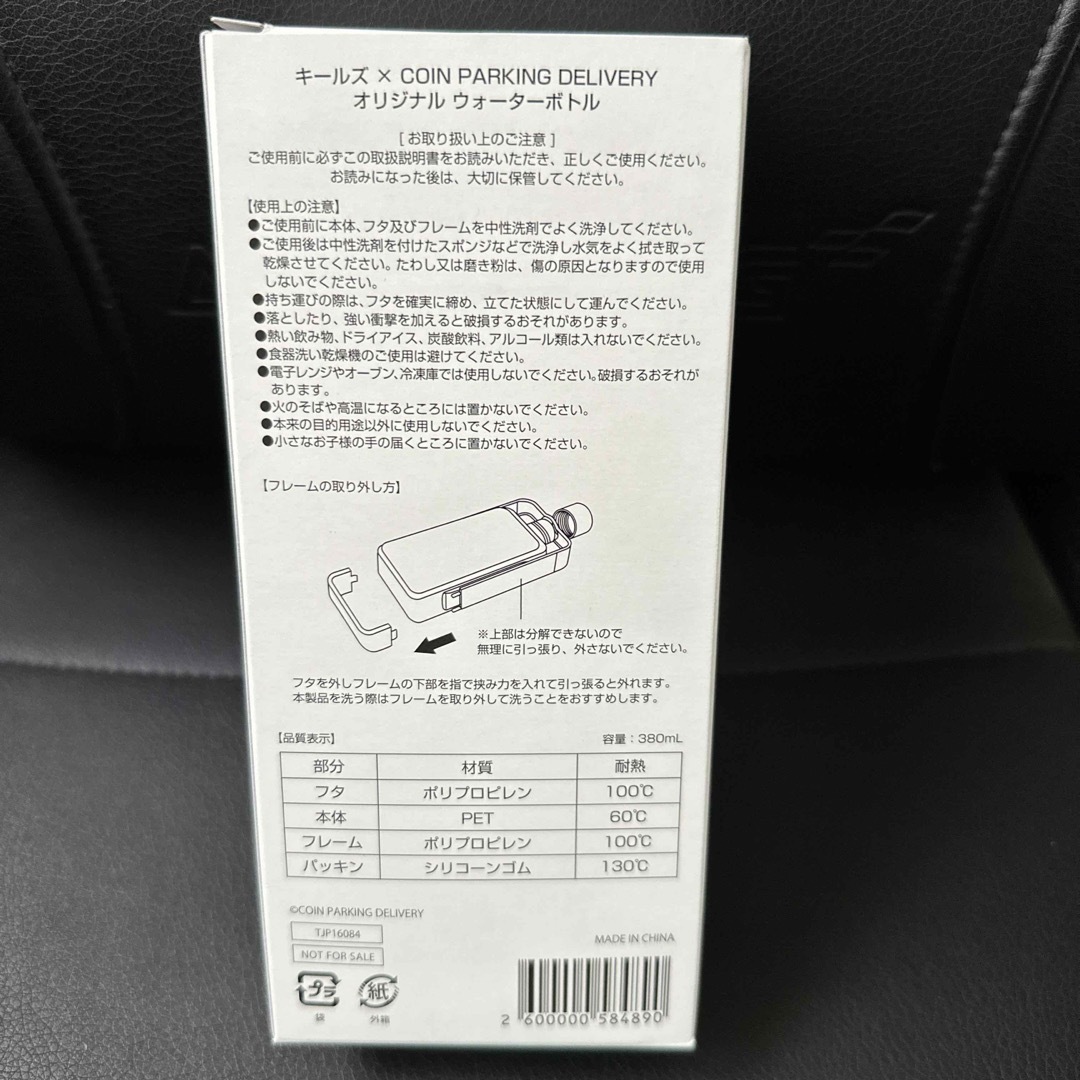 キールズ × COIN PARKING DELIVERY
オリジナル ウォーターボトル
[ お取り扱い上のご注意 ]
ご使用前に必ずこの取扱説明書をお読みいただき、正しくご使用ください。
お読みになった後は、大切に保管してください。
【使用上の注意】
●ご使用前に本体、フタ及びフレームを中性洗剤でよく洗浄してください。
●ご使用後は中性洗剤を付けたスポンジなどで洗浄し水気をよく拭き取って
乾燥させてください。たわし又は磨き粉は、傷の原因となりますので使用
しないでください。
●持ち運びの際は、フタを確実に締め、立てた状態にして運んでください。
●落としたり、強い衝撃を加えると破損するおそれがあります。
●熱い飲み物、ドライアイス、炭酸飲料、アルコール類は入れないでください。
●食器洗い乾燥機のご使用は避けてください。
●電子レンジやオーブン、冷凍庫では使用しないでください。破損するおそれが
あります。
●火のそばや高温になるところには置かないでください。
●本来の目的用途以外に使用しないでください。
●小さなお子様の手の届くところに置かないでください。
【フレームの取り外し方】
※上部は分解できないので
無理に引っ張り、外さないでください。
フタを外しフレームの下部を指で挟み力を入れて引っ張ると外れます。
本製品を洗う際はフレームを取り外して洗うことをおすすめします。
【品質表示】 容量：380mL
部分 材質 耐熱
フタ ポリプロピレン 100℃
本体 PET 60℃
フレーム ポリプロピレン 100℃
パッキン シリコーンゴム 130℃
©COIN PARKING DELIVERY
TJP16084
MADE IN CHINA
NOT FOR SALE
プラ 紙
袋 外箱
2 600000 584890